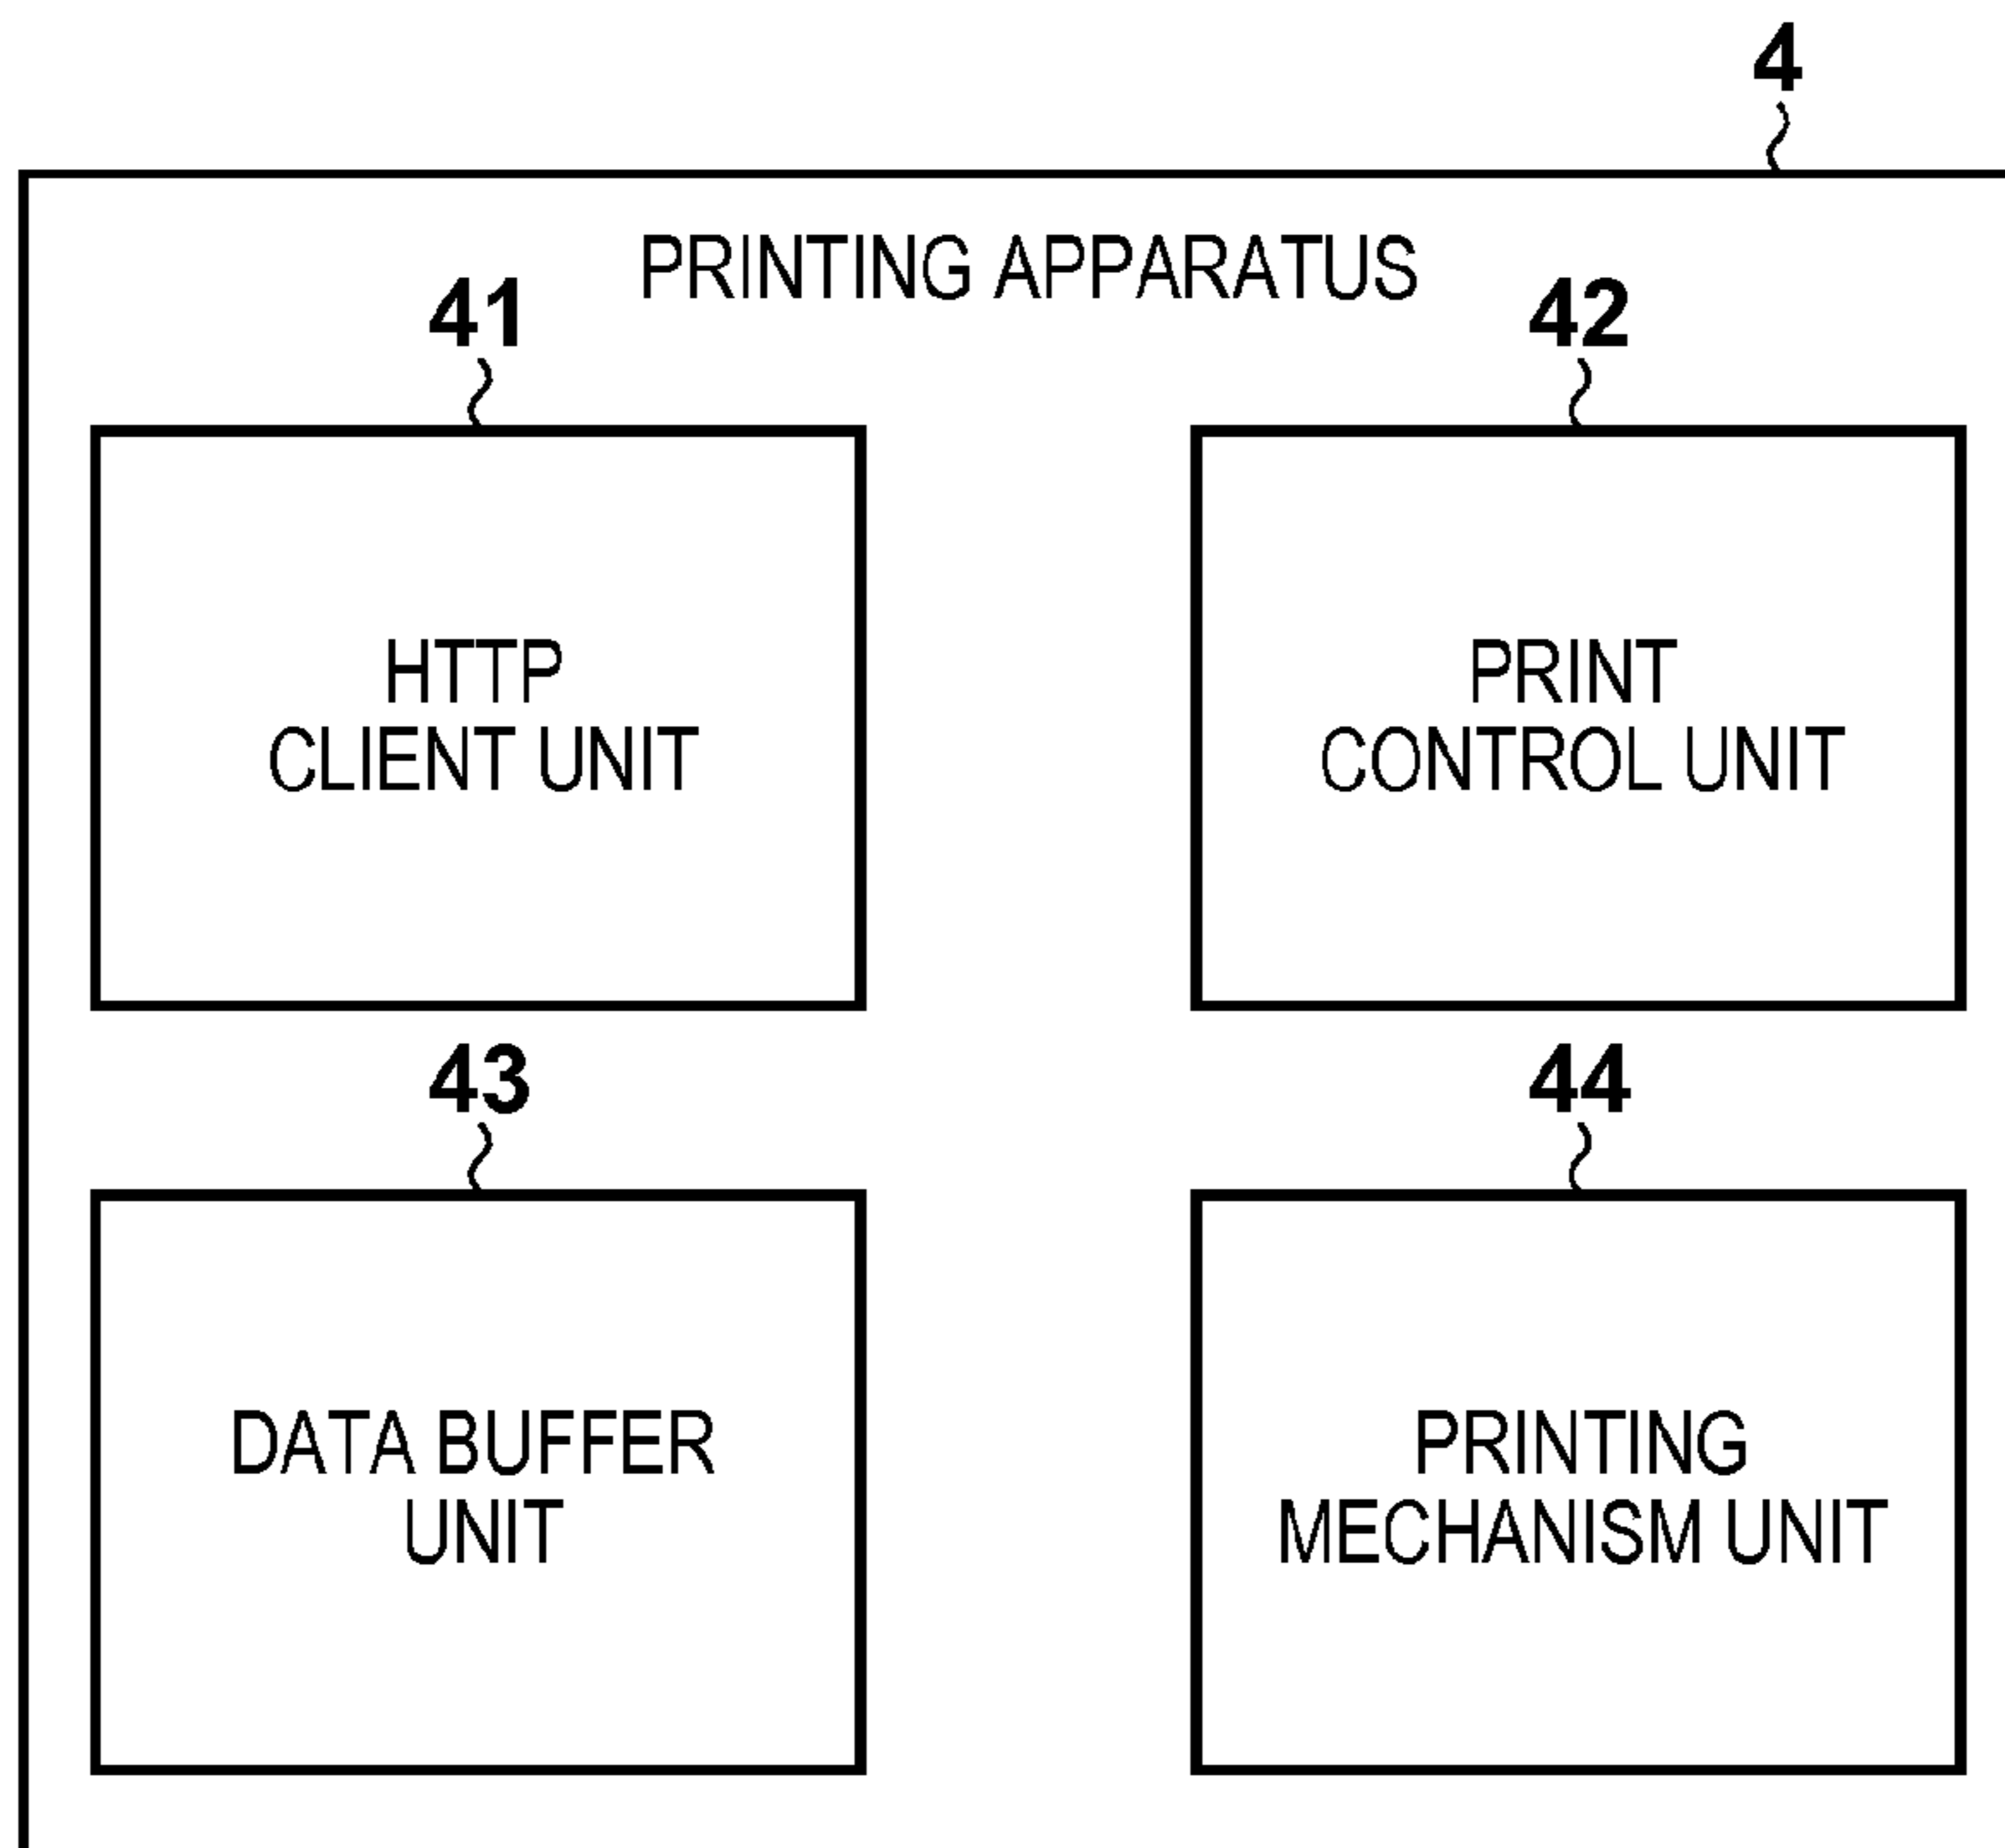 4
PRINTING APPARATUS
41
42
HTTP
CLIENT UNIT
PRINT
CONTROL UNIT
43
44
DATA BUFFER
UNIT
PRINTING
MECHANISM UNIT